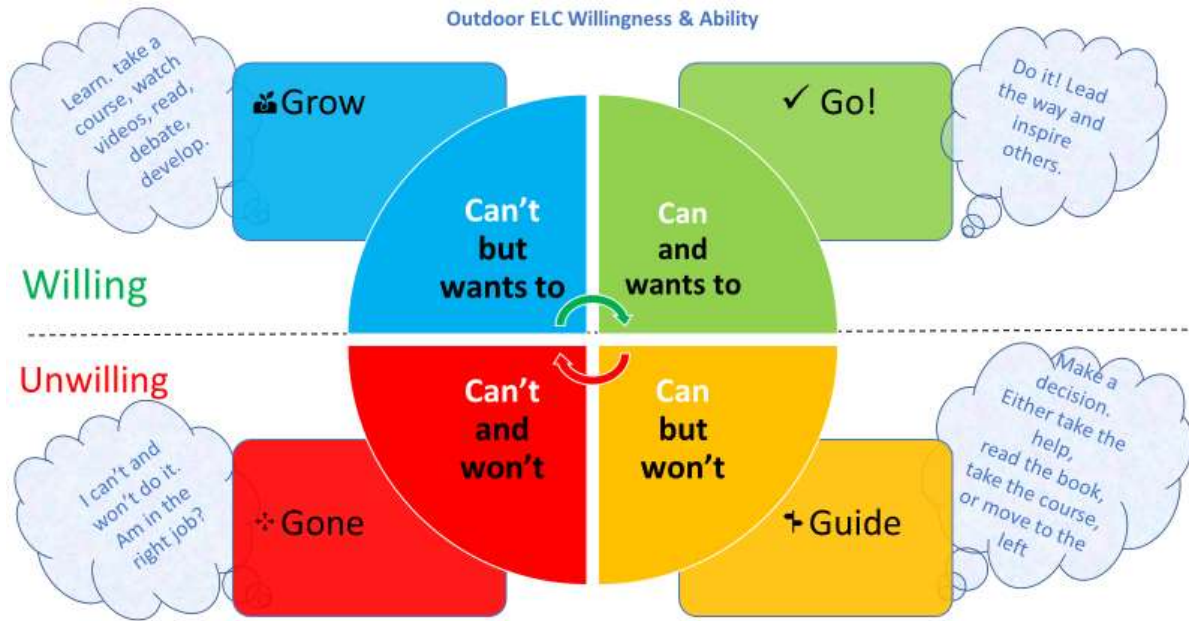 Outdoor ELC Willingness & Ability
Learn. take a
course, watch
videos, read,
debate,
develop.
Grow
✓ Go!
Do it! Lead
the way and
inspire
others.
Can't
but
wants to
Can
and
wants to
Willing
Unwilling
Can't
and
won't
Can
but
won't
I can't and
won't do it.
Am in the
right job?
Gone
Guide
Make a
decision.
Either take the
help,
read the book,
take the course,
or move to the
left